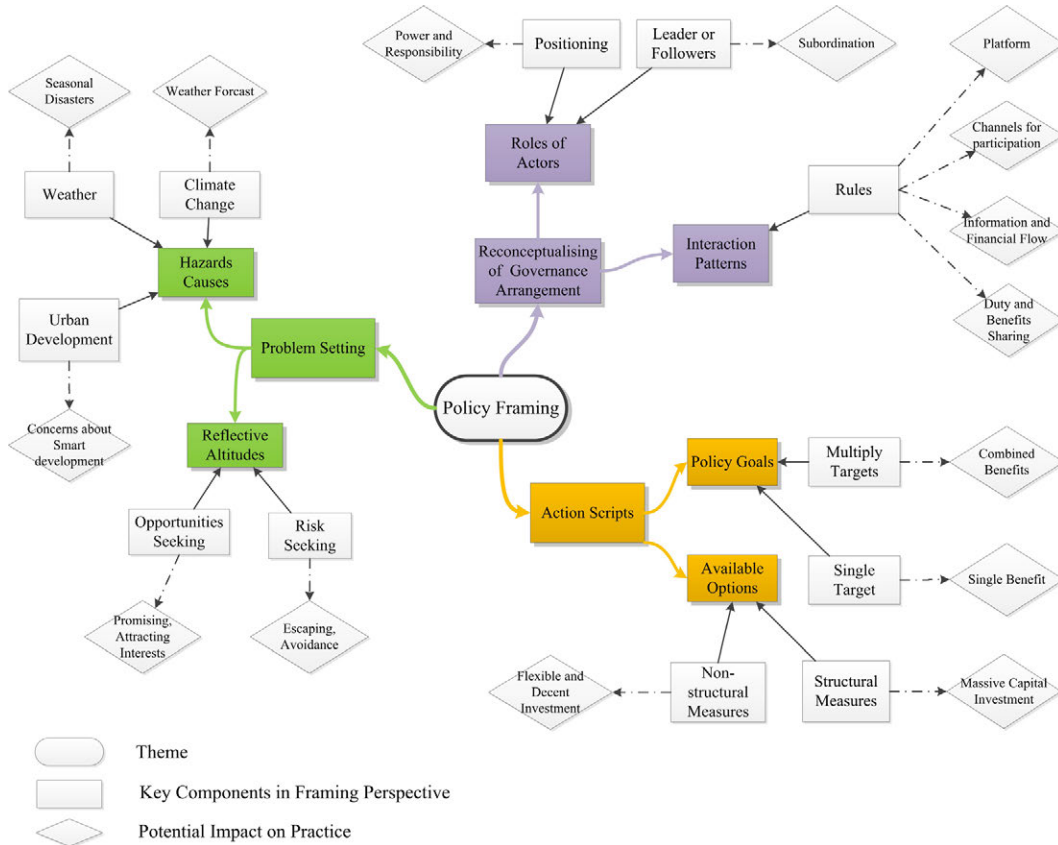 Power and
Responsibility
Positioning
Leader or
Followers
Subordination
Platform
Seasonal
Disasters
Weather Forcast
Channels for
participation
Roles of
Actors
Weather
Climate
Change
Rules
Information and
Financial Flow
Hazards
Causes
Reconceptualising
of Governance
Arrangement
Interaction
Patterns
Urban
Development
Problem Setting
Duty and
Benefits
Sharing
Policy Framing
Concerns about
Smart
development
Reflective
Altitudes
Policy Goals
Multiply
Targets
Combined
Benefits
Opportunities
Seeking
Risk
Seeking
Action Scripts
Available
Options
Single
Target
Single Benefit
Promising,
Attracting
Interests
Escaping,
Avoidance
Flexible and
Decent
Investment
Non-
structural
Measures
Structural
Measures
Massive Capital
Investment
Theme
Key Components in Framing Perspective
Potential Impact on Practice